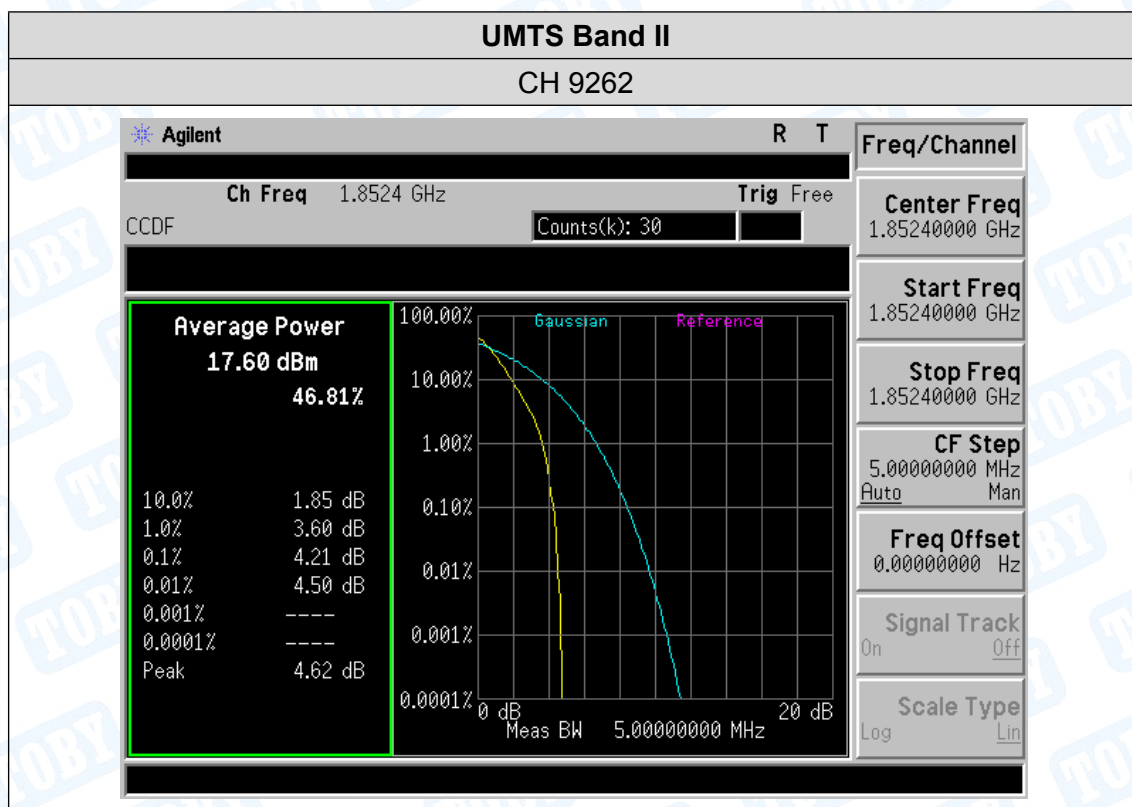 UMTS Band II
CH 9262
Agilent R T
Ch Freq 1.8524 GHz Trig Free
CCDF Counts(k): 30
Average Power
17.60 dBm
46.81%
10.0% 1.85 dB
1.0% 3.60 dB
0.1% 4.21 dB
0.01% 4.50 dB
0.001% ----
0.0001% ----
Peak 4.62 dB
Gaussian Reference
100.00%
10.00%
1.00%
0.10%
0.01%
0.001%
0.0001%
0 dB 20 dB
Meas BW 5.00000000 MHz
Freq/Channel
Center Freq
1.85240000 GHz
Start Freq
1.85240000 GHz
Stop Freq
1.85240000 GHz
CF Step
5.00000000 MHz
Auto Man
Freq Offset
0.00000000 Hz
Signal Track
On Off
Scale Type
Log Lin
TOBY